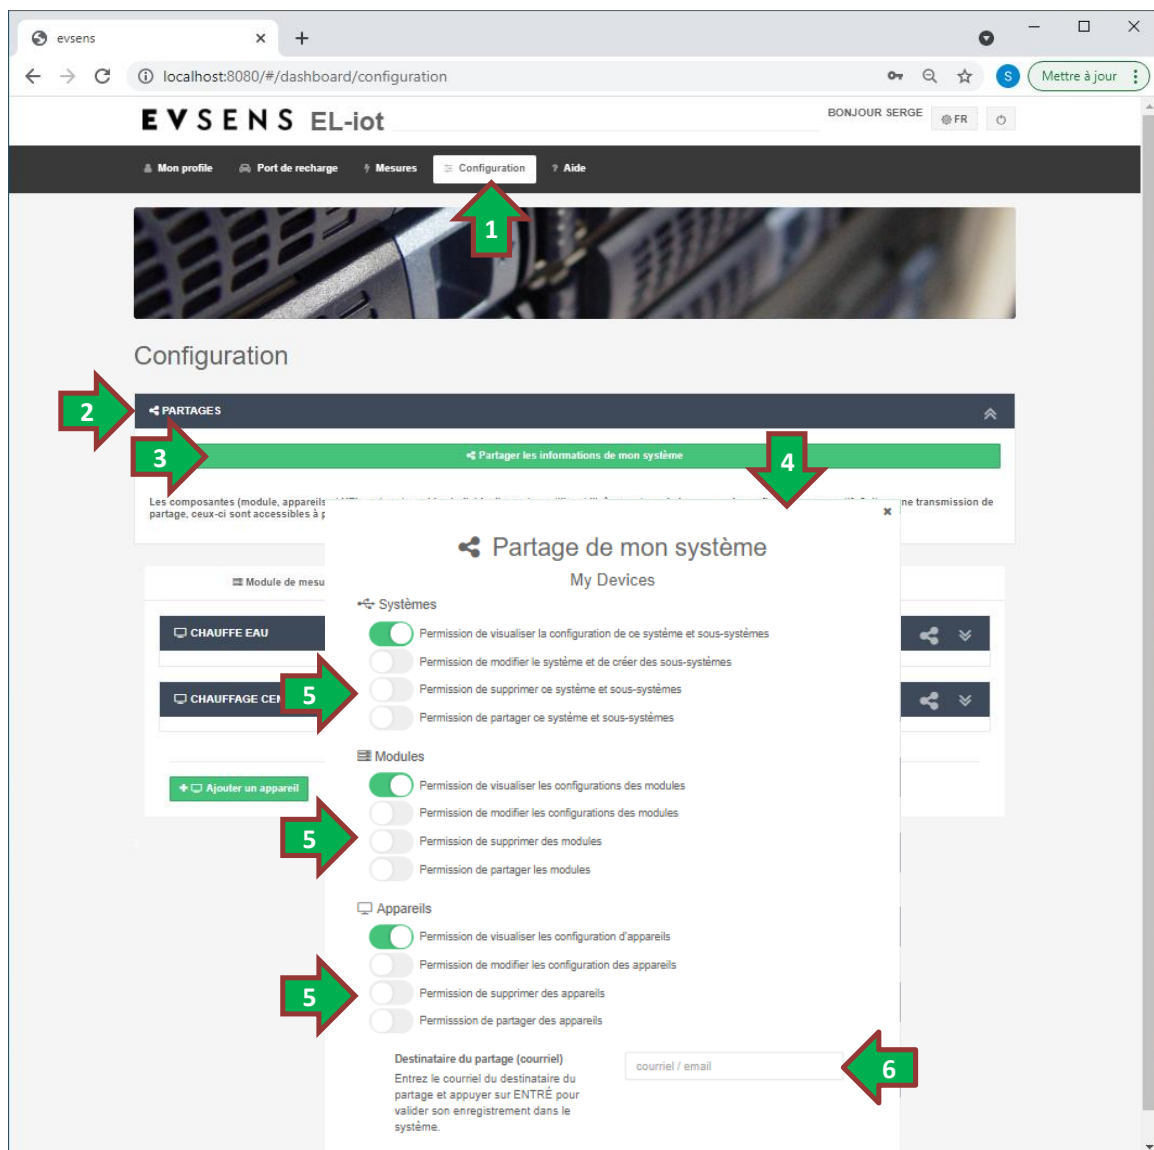 evsens
localhost:8080/#/dashboard/configuration
Mettre à jour
S
EVSENS EL-iot
BONJOUR SERGE
FR
Mon profile
Port de recharge
Mesures
Configuration
? Aide
1
Configuration
2
PARTAGES
3
Partager les informations de mon système
4
Les composantes (module, appareils
ne transmission de
partage, ceux-ci sont accessibles à p
Partage de mon système
My Devices
Module de mesu
Systèmes
CHAUFFE EAU
Permission de visualiser la configuration de ce système et sous-systèmes
Permission de modifier le système et de créer des sous-systèmes
CHAUFFAGE CEN
5
Permission de supprimer ce système et sous-systèmes
Permission de partager ce système et sous-systèmes
Modules
Ajouter un appareil
Permission de visualiser les configurations des modules
Permission de modifier les configurations des modules
5
Permission de supprimer des modules
Permission de partager les modules
Appareils
Permission de visualiser les configuration d'appareils
Permission de modifier les configuration des appareils
5
Permission de supprimer des appareils
Permisssion de partager des appareils
Destinataire du partage (courriel)
courriel / email
6
Entrez le courriel du destinataire du
partage et appuyer sur ENTRÉ pour
valider son enregistrement dans le
système.